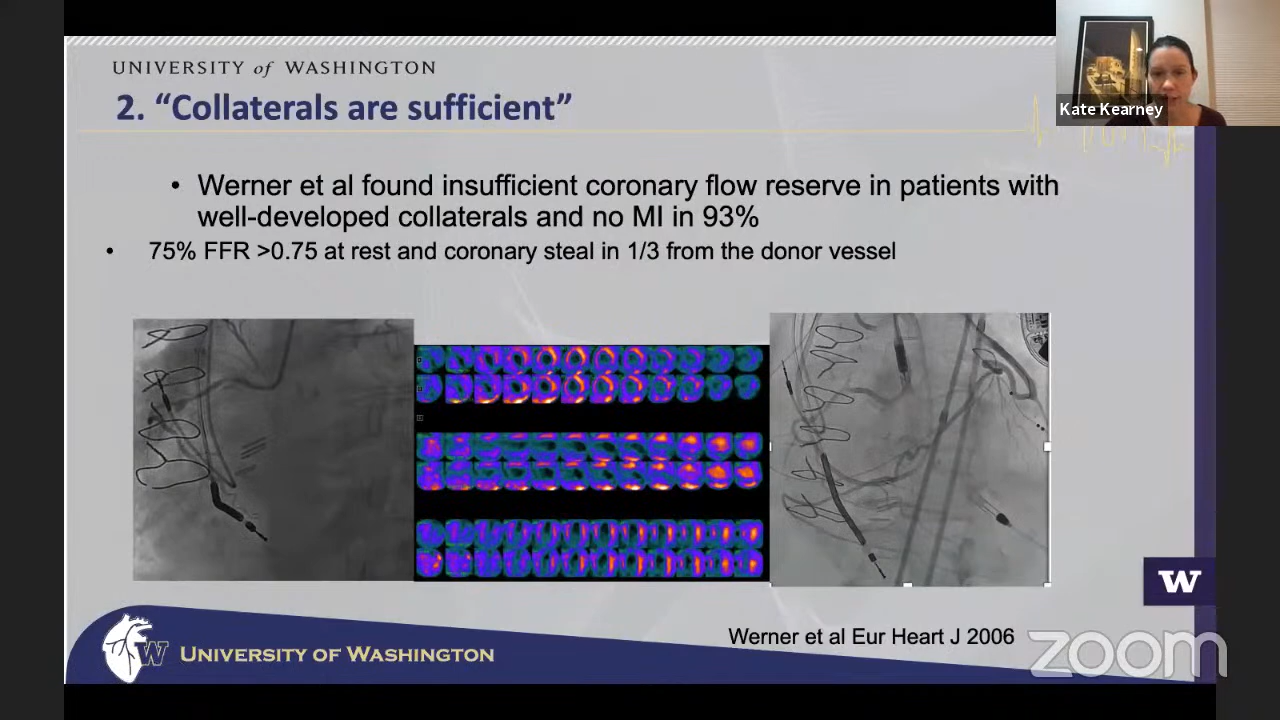 UNIVERSITY of WASHINGTON
2. “Collaterals are sufficient”
Kate Kearney
• Werner et al found insufficient coronary flow reserve in patients with
well-developed collaterals and no MI in 93%
• 75% FFR >0.75 at rest and coronary steal in 1/3 from the donor vessel
W
Werner et al Eur Heart J 2006
zoom
W
UNIVERSITY OF WASHINGTON